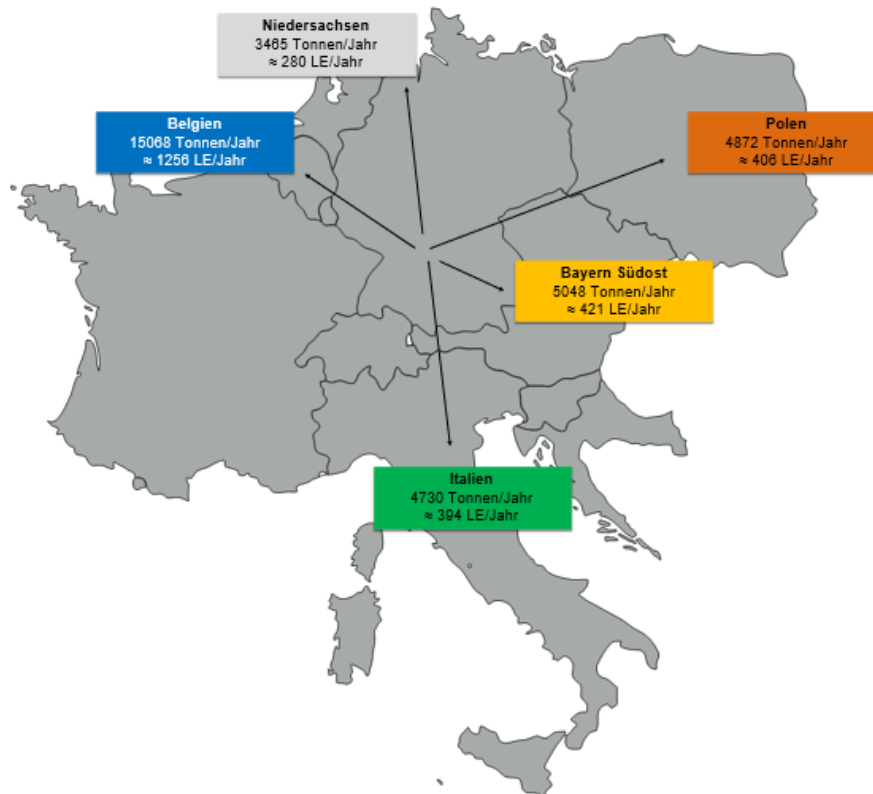 Niedersachsen
3465 Tonnen/Jahr
≈ 280 LE/Jahr
Belgien
15068 Tonnen/Jahr
≈ 1256 LE/Jahr
Polen
4872 Tonnen/Jahr
≈ 406 LE/Jahr
Bayern Südost
5048 Tonnen/Jahr
≈ 421 LE/Jahr
Italien
4730 Tonnen/Jahr
≈ 394 LE/Jahr